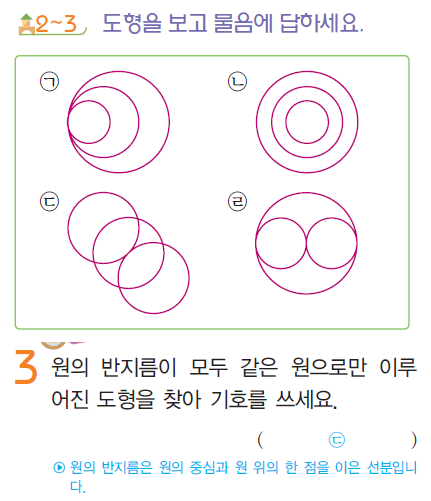 2~3 도형을 보고 물음에 답하세요.
㉠ ㉡
㉢ ㉣
3 원의 반지름이 모두 같은 원으로만 이루
어진 도형을 찾아 기호를 쓰세요.
( ㉢ )
▶ 원의 반지름은 원의 중심과 원 위의 한 점을 이은 선분입니
다.